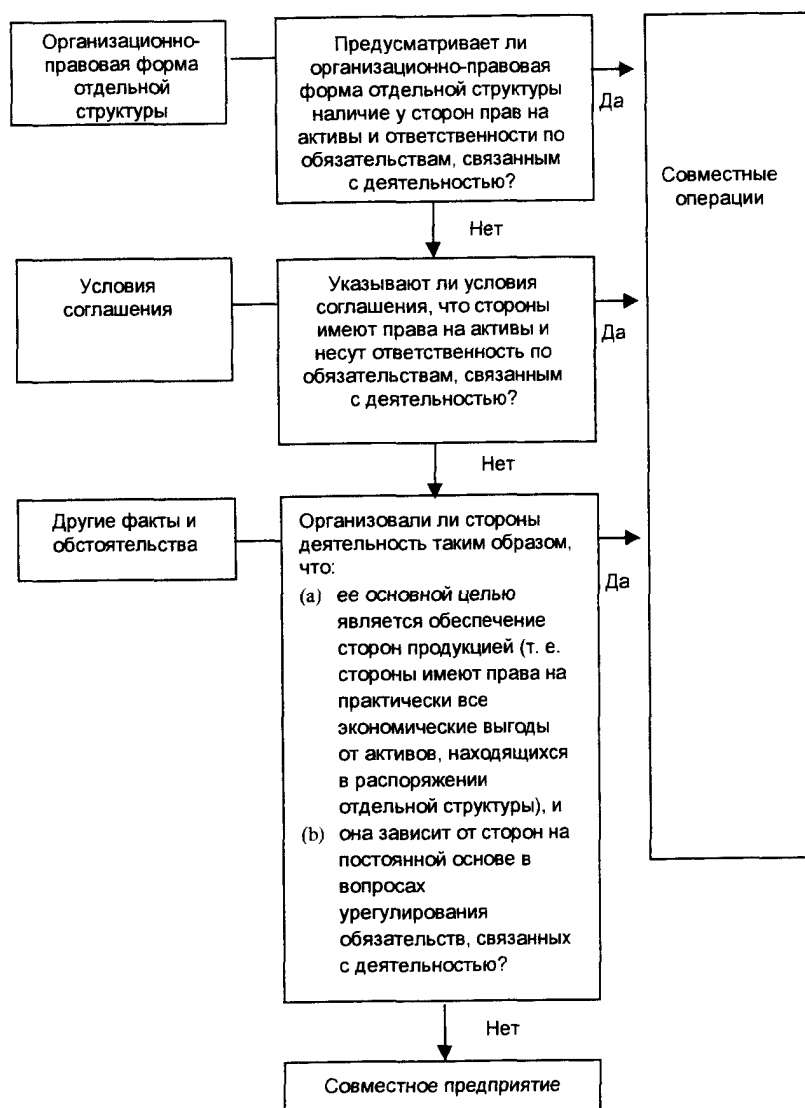 Организационно-
правовая форма
отдельной
структуры
Предусматривает ли
организационно-правовая
форма отдельной структуры
наличие у сторон прав на
активы и ответственности по
обязательствам, связанным
с деятельностью?
Да
Совместные
операции
Нет
Условия
соглашения
Указывают ли условия
соглашения, что стороны
имеют права на активы и
несут ответственность по
обязательствам, связанным
с деятельностью?
Да
Нет
Другие факты и
обстоятельства
Организовали ли стороны
деятельность таким образом,
что:
(a) ее основной целью
является обеспечение
сторон продукцией (т. е.
стороны имеют права на
практически все
экономические выгоды
от активов, находящихся
в распоряжении
отдельной структуры), и
(b) она зависит от сторон на
постоянной основе в
вопросах
урегулирования
обязательств, связанных
с деятельностью?
Да
Нет
Совместное предприятие